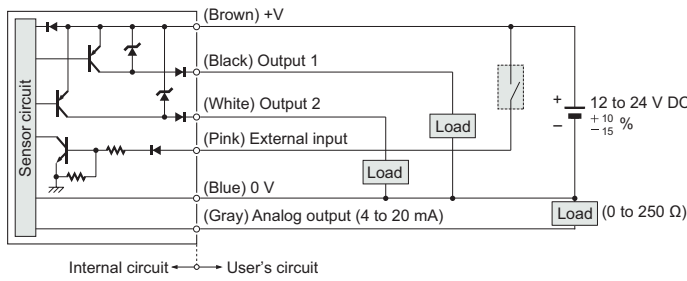 (Brown) +V
(Black) Output 1
(White) Output 2
(Pink) External input
(Blue) 0 V
(Gray) Analog output (4 to 20 mA)
Sensor circuit
Load
Load
+
−
12 to 24 V DC
+10
−15 %
Load (0 to 250 Ω)
Internal circuit
User's circuit